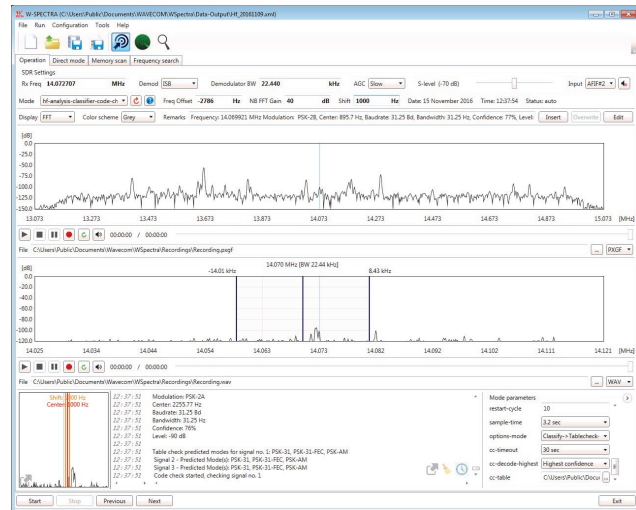 W-SPECTRA (C:\Users\Public\Documents\WAVECOM\WSpectra\Data-Output\Hf_20161109.xml)
File Run Configuration Tools Help
Operation Direct mode Memory scan Frequency search
SDR Settings
Rx Freq 14.072707 MHz Demod ISB Demodulator BW 22.440 kHz AGC Slow S-level (-70 dB) Input AFIF#2
Mode hf-analysis-classifier-code-ch Freq Offset -2786 Hz NB FFT Gain 40 dB Shift 1000 Hz Date: 15 November 2016 Time: 12:37:54 Status: auto
Display FFT Color scheme Grey Remarks Frequency: 14.069921 MHz Modulation: PSK-2B, Center: 895.7 Hz, Baudrate: 31.25 Bd, Bandwidth: 31.25 Hz, Confidence: 77%, Level: Insert Overwrite Edit
[dB]
0.0
-25.0
-50.0
-75.0
-100.0
-125.0
-150.0
13.073 13.273 13.473 13.673 13.873 14.073 14.273 14.473 14.673 14.873 15.073 [MHz]
00:00:00 / 00:00:00
File C:\Users\Public\Documents\Wavecom\WSpectra\Recordings\Recording.pxgf ... PXGF
14.070 MHz [BW 22.44 kHz]
[dB] -14.01 kHz 8.43 kHz
0.0
-20.0
-40.0
-60.0
-80.0
-100.0
-120.0
14.025 14.034 14.044 14.054 14.063 14.073 14.082 14.092 14.102 14.111 14.121 [MHz]
00:00:00 / 00:00:00
File C:\Users\Public\Documents\Wavecom\WSpectra\Recordings\Recording.wav ... WAV
Shift: 1000 Hz
Center: 1000 Hz
12:37:51 Modulation: PSK-2A
12:37:51 Center: 2255.77 Hz
12:37:51 Baudrate: 31.25 Bd
12:37:51 Bandwidth: 31.25 Hz
12:37:51 Confidence: 76%
12:37:51 Level: -90 dB
12:37:51
12:37:51 Table check predicted modes for signal no. 1: PSK-31, PSK-31-FEC, PSK-AM
12:37:51 Signal 2 - Predicted Mode(s): PSK-31, PSK-31-FEC, PSK-AM
12:37:51 Signal 3 - Predicted Mode(s): PSK-31, PSK-31-FEC, PSK-AM
12:37:51 Code check started, checking signal no. 1
Mode parameters
restart-cycle 10
sample-time 3.2 sec
options-mode Classify->Tablecheck-
cc-timeout 30 sec
cc-decode-highest Highest confidence
cc-table C:\Users\Public\Docur ...
Start Stop Previous Next Exit